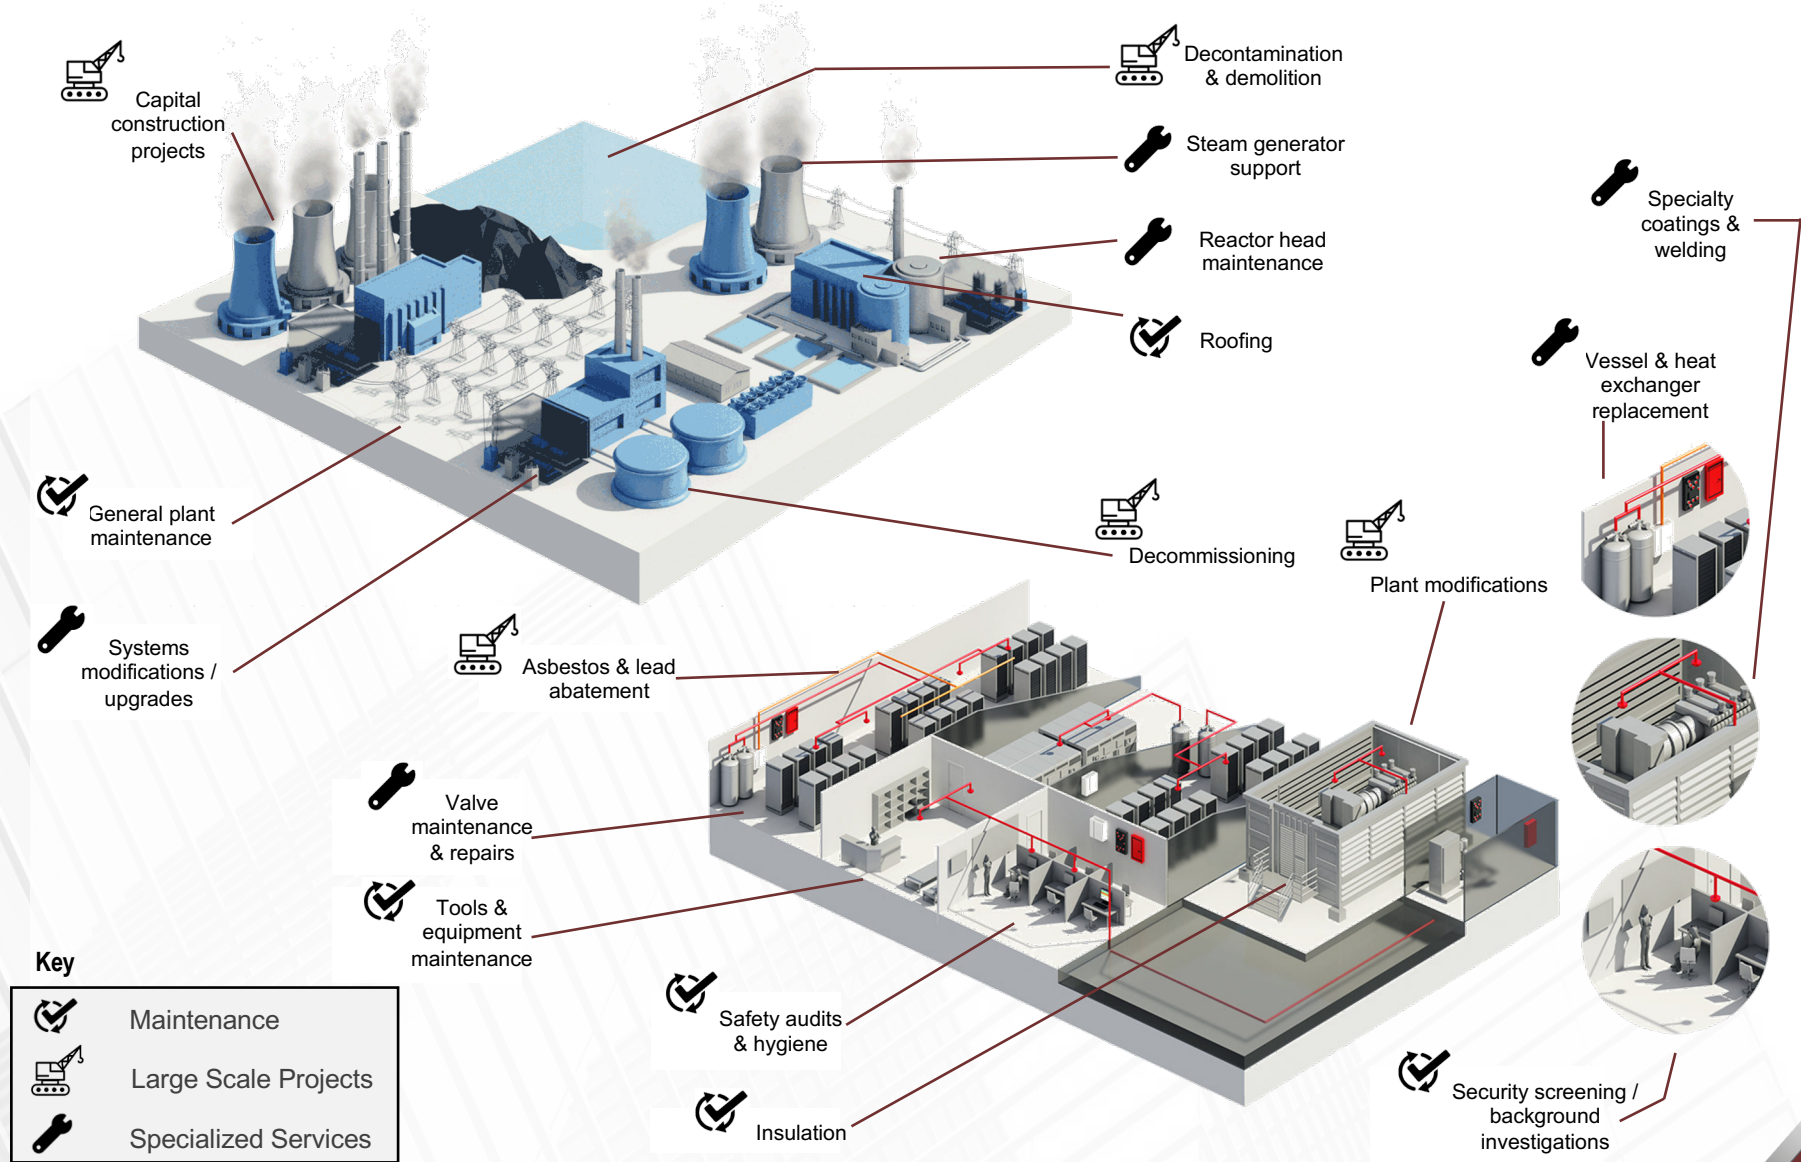 Capital
construction
projects
Decontamination
& demolition
Steam generator
support
Reactor head
maintenance
Roofing
Specialty
coatings &
welding
Vessel & heat
exchanger
replacement
General plant
maintenance
Systems
modifications /
upgrades
Decommissioning
Plant modifications
Asbestos & lead
abatement
Valve
maintenance
& repairs
Tools &
equipment
maintenance
Safety audits
& hygiene
Insulation
Security screening /
background
investigations
Key
Maintenance
Large Scale Projects
Specialized Services